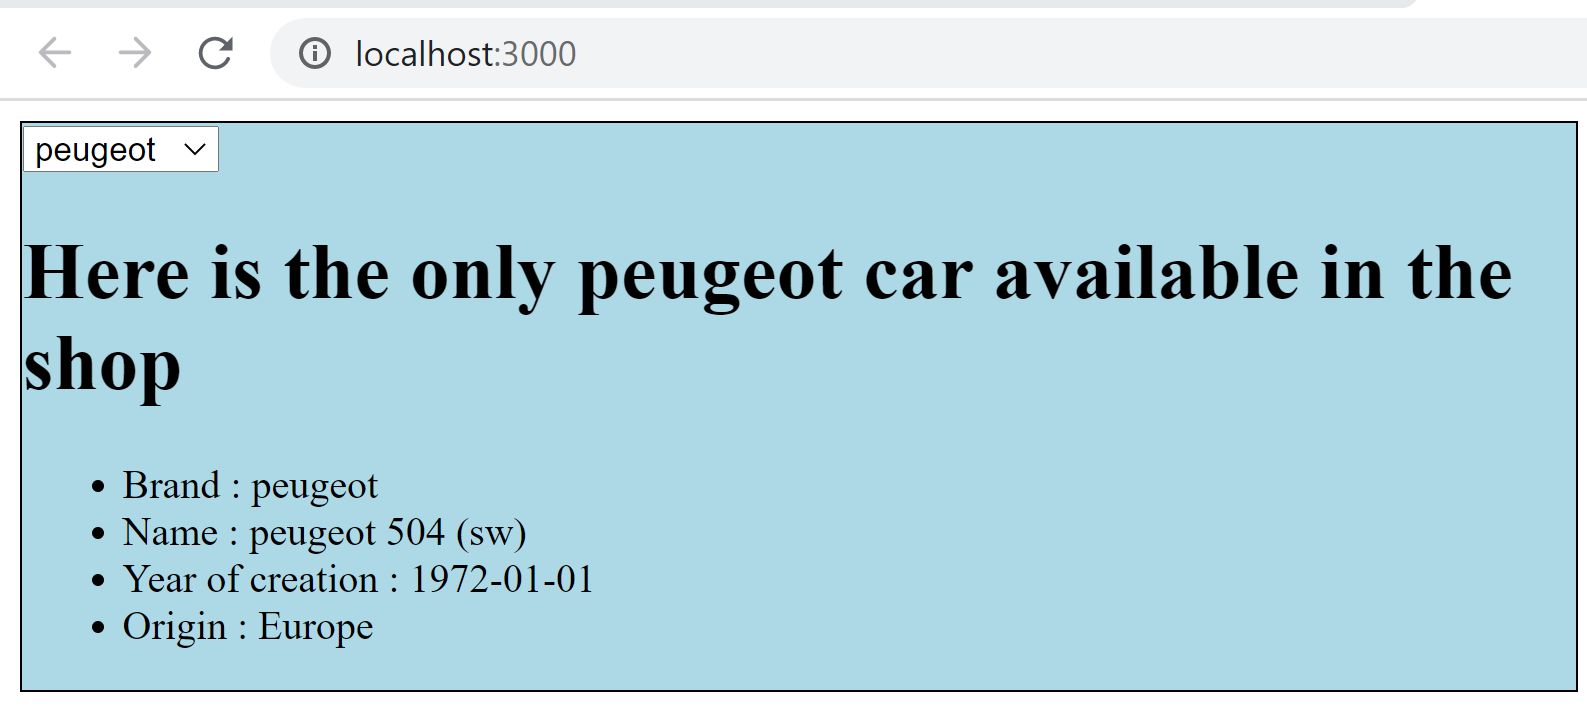 localhost:3000
peugeot
Here is the only peugeot car available in the
shop
Brand : peugeot
Name : peugeot 504 (sw)
Year of creation : 1972-01-01
Origin : Europe